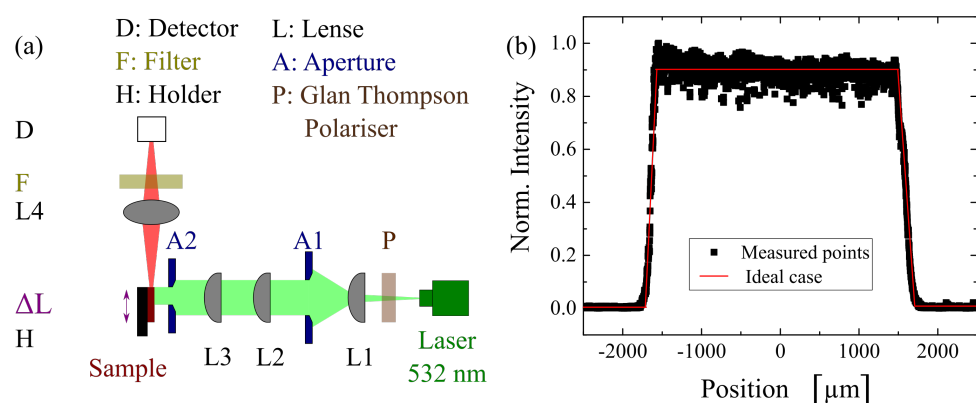 (a)
D: Detector
L: Lense
F: Filter
A: Aperture
H: Holder
P: Glan Thompson
Polariser
D
F
L4
A2
A1
P
ΔL
H
Sample
L3
L2
L1
Laser
532 nm
(b)
Norm. Intensity
1.0
0.8
0.6
0.4
0.2
0.0
Measured points
Ideal case
-2000
-1000
0
1000
2000
Position [µm]